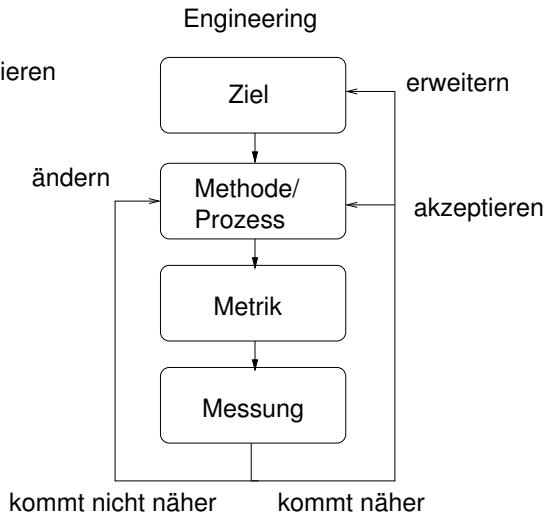 Engineering
ieren
Ziel
erweitern
ändern
Methode/
Prozess
akzeptieren
Metrik
Messung
kommt nicht näher
kommt näher